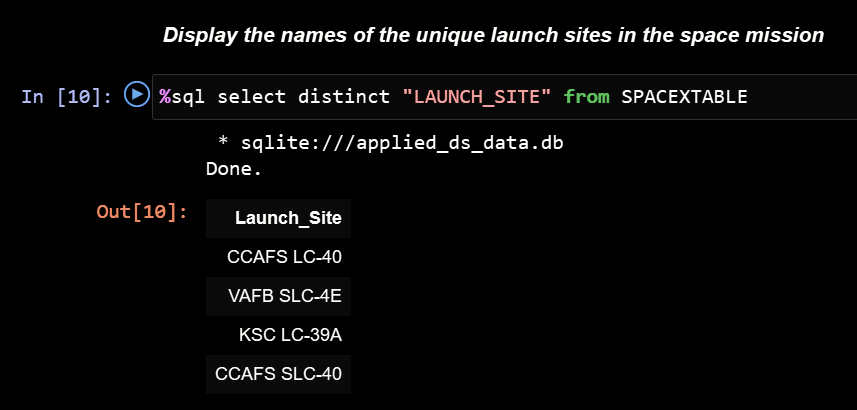 Display the names of the unique launch sites in the space mission
In [10]: %sql select distinct "LAUNCH_SITE" from SPACEXTABLE
* sqlite:///applied_ds_data.db
Done.
Out[10]:
Launch_Site
CCAFS LC-40
VAFB SLC-4E
KSC LC-39A
CCAFS SLC-40